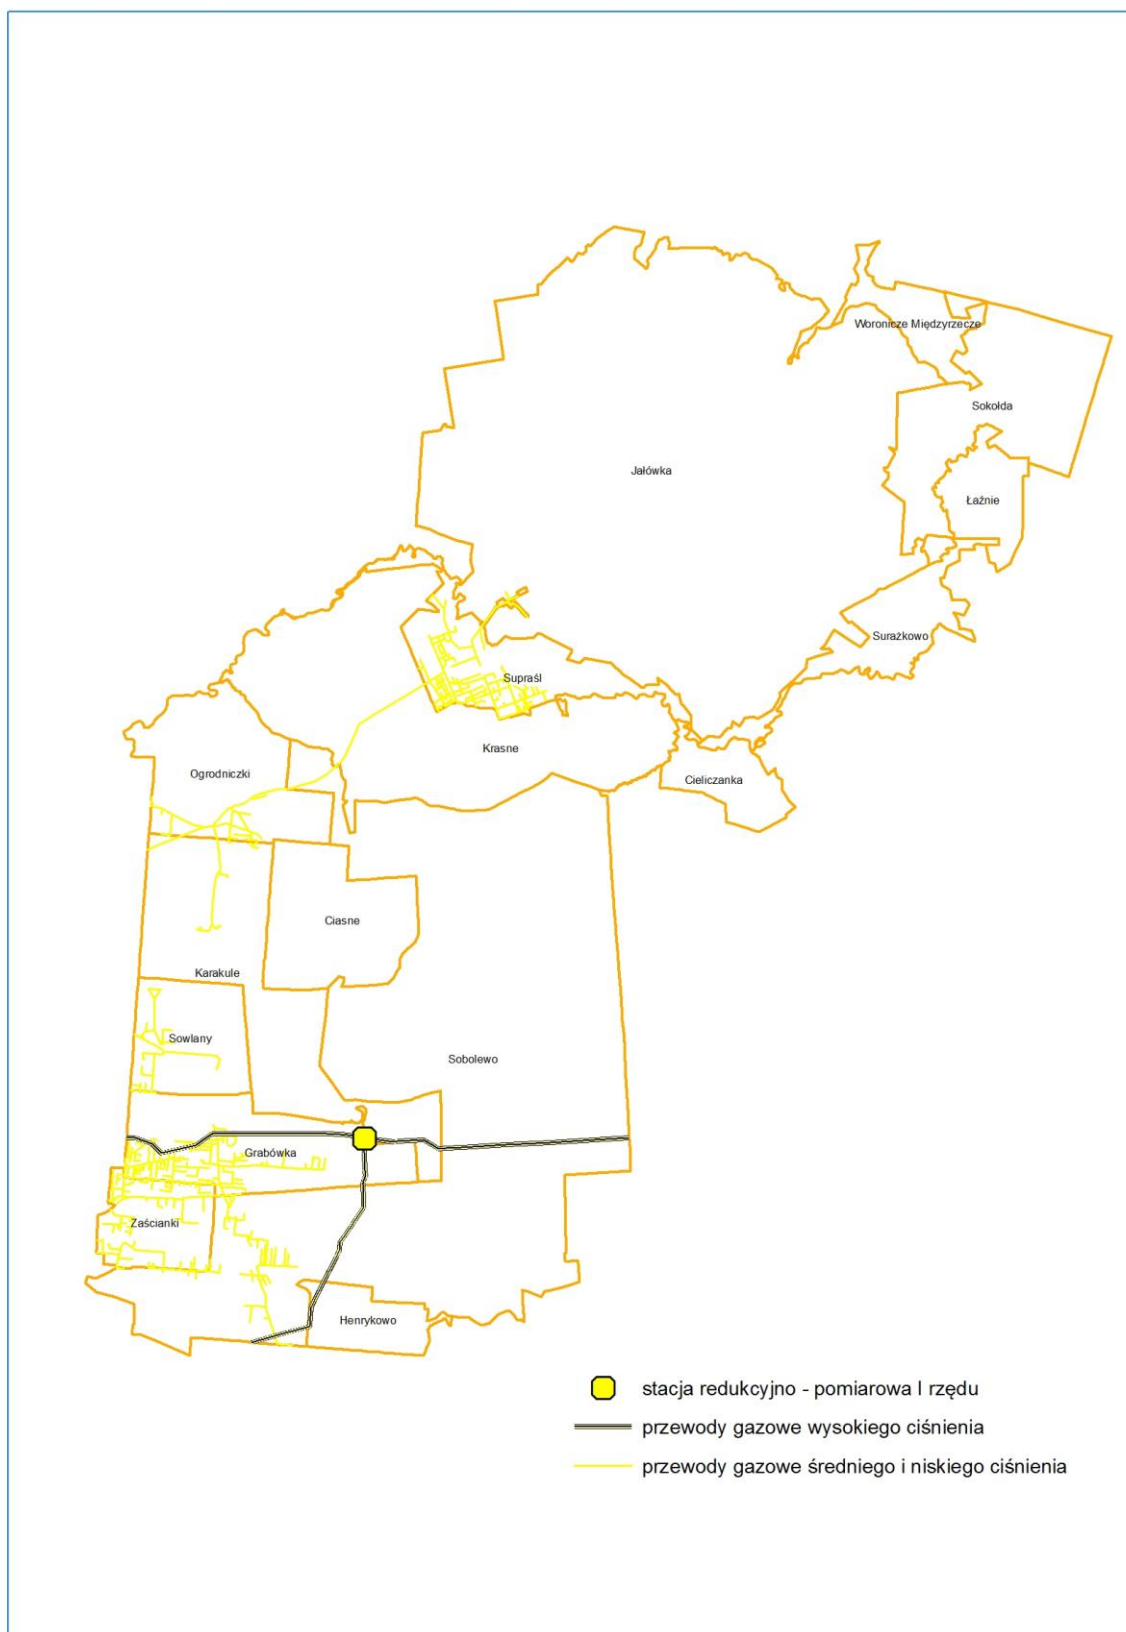 Woronicze Międzyrzecze
Sokołda
Jałówka
Łaźnie
Surażkowo
Supraśl
Krasne
Ogrodniczki
Cieliczanka
Ciasne
Karakule
Sowlany
Sobolewo
Grabówka
Zaścianki
Henrykowo
stacja redukcyjno - pomiarowa I rzędu
przewody gazowe wysokiego ciśnienia
przewody gazowe średniego i niskiego ciśnienia